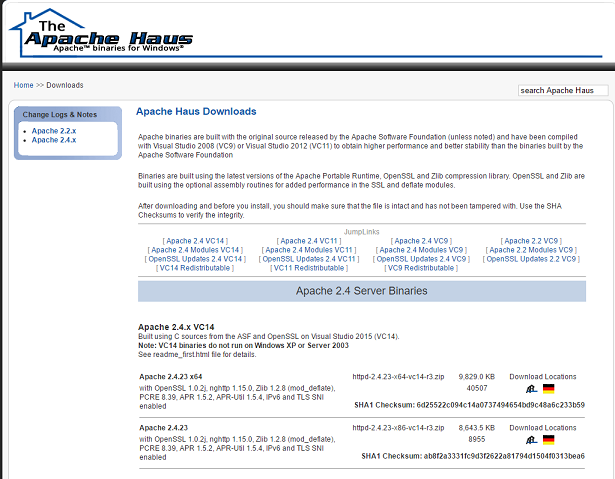 The
Apache Haus
Apache™ binaries for Windows®
Home >> Downloads
search Apache Haus
Change Logs & Notes
Apache 2.2.x
Apache 2.4.x
Apache Haus Downloads
Apache binaries are built with the original source released by the Apache Software Foundation (unless noted) and have been compiled
with Visual Studio 2008 (VC9) or Visual Studio 2012 (VC11) to obtain higher performance and better stability than the binaries built by the
Apache Software Foundation
Binaries are built using the latest versions of the Apache Portable Runtime, OpenSSL and Zlib compression library. OpenSSL and Zlib are
built using the optional assembly routines for added performance in the SSL and deflate modules.
After downloading and before you install, you should make sure that the file is intact and has not been tampered with. Use the SHA
Checksums to verify the integrity.
JumpLinks
[ Apache 2.4 VC14 ] [ Apache 2.4 VC11 ] [ Apache 2.4 VC9 ] [ Apache 2.2 VC9 ]
[ Apache 2.4 Modules VC14 ] [ Apache 2.4 Modules VC11 ] [ Apache 2.4 Modules VC9 ] [ Apache 2.2 Modules VC9 ]
[ OpenSSL Updates 2.4 VC14 ] [ OpenSSL Updates 2.4 VC11 ] [ OpenSSL Updates 2.4 VC9 ] [ OpenSSL Updates 2.2 VC9 ]
[ VC14 Redistributable ] [ VC11 Redistributable ] [ VC9 Redistributable ]
Apache 2.4 Server Binaries
Apache 2.4.x VC14
Built using C sources from the ASF and OpenSSL on Visual Studio 2015 (VC14).
Note: VC14 binaries do not run on Windows XP or Server 2003
See readme_first.html file for details.
Apache 2.4.23 x64 httpd-2.4.23-x64-vc14-r3.zip 9,829.0 KB Download Locations
with OpenSSL 1.0.2j, nghttp 1.15.0, Zlib 1.2.8 (mod_deflate), 40507
PCRE 8.39, APR 1.5.2, APR-Util 1.5.4, IPv6 and TLS SNI
enabled SHA1 Checksum: 6d25522c094c14a0737494654bd9c48a6c233b59
Apache 2.4.23 httpd-2.4.23-x86-vc14-r3.zip 8,643.5 KB Download Locations
with OpenSSL 1.0.2j, nghttp 1.15.0, Zlib 1.2.8 (mod_deflate), 8955
PCRE 8.39, APR 1.5.2, APR-Util 1.5.4, IPv6 and TLS SNI
enabled SHA1 Checksum: ab8f2a3331fc9d3f2622a81794d1504f0313bea6